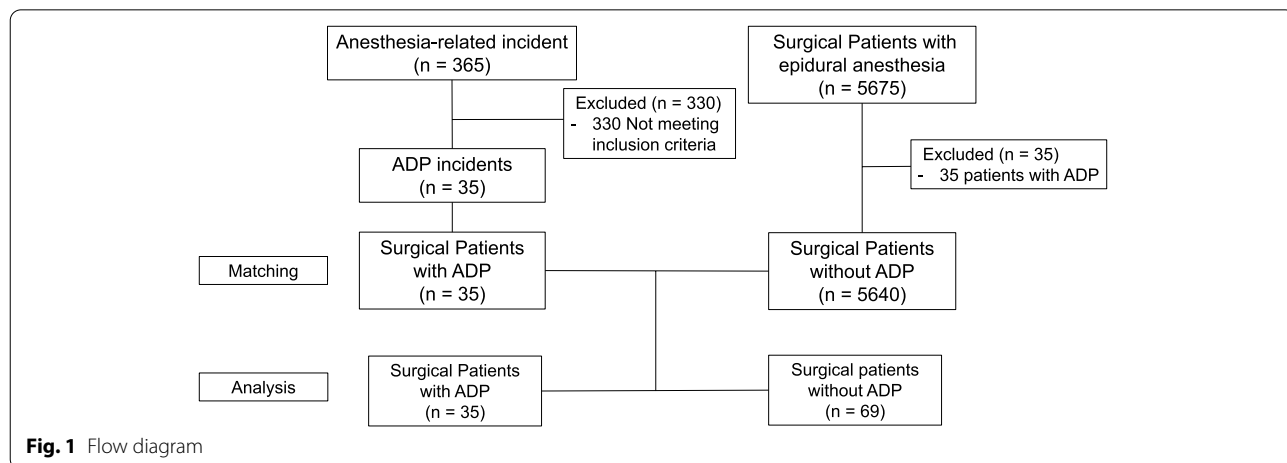 Anesthesia-related incident
(n = 365)
Surgical Patients with
epidural anesthesia
(n = 5675)
Excluded (n = 330)
- 330 Not meeting
inclusion criteria
ADP incidents
(n = 35)
Excluded (n = 35)
- 35 patients with ADP
Matching
Surgical Patients
with ADP
(n = 35)
Surgical Patients
without ADP
(n = 5640)
Analysis
Surgical Patients
with ADP
(n = 35)
Surgical patients
without ADP
(n = 69)
Fig. 1 Flow diagram